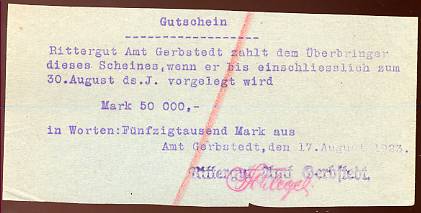 Gutschein
Rittergut Amt Gerbstedt zahlt dem Überbringer
dieses Scheines,wenn er bis einschliesslich zum
30.August ds.J. vorgelegt wird
Mark 50 000,-
in Worten:Fünfzigtausend Mark aus
Amt Gerbstedt,den 17.August 1923.
Rittergut Amt Gerbstedt.